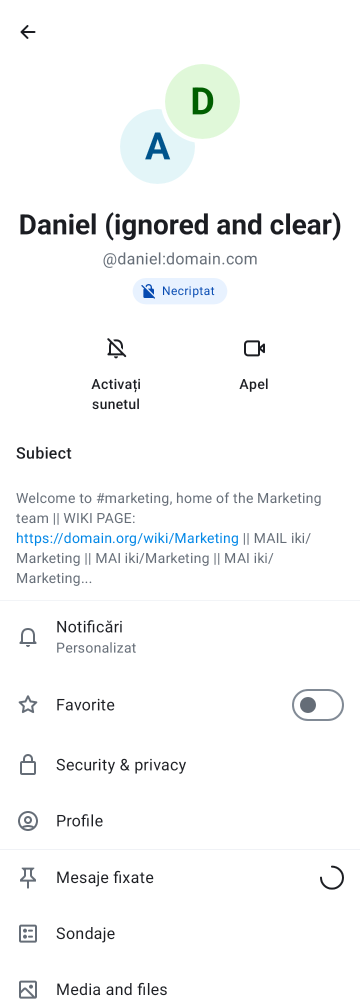 D
A
Daniel (ignored and clear)
@daniel:domain.com
Necriptat
Activați
sunetul
Apel
Subiect
Welcome to #marketing, home of the Marketing
team || WIKI PAGE:
https://domain.org/wiki/Marketing || MAIL iki/
Marketing || MAI iki/Marketing || MAI iki/
Marketing...
Notificări
Personalizat
Favorite
Security & privacy
Profile
Mesaje fixate
Sondaje
Media and files